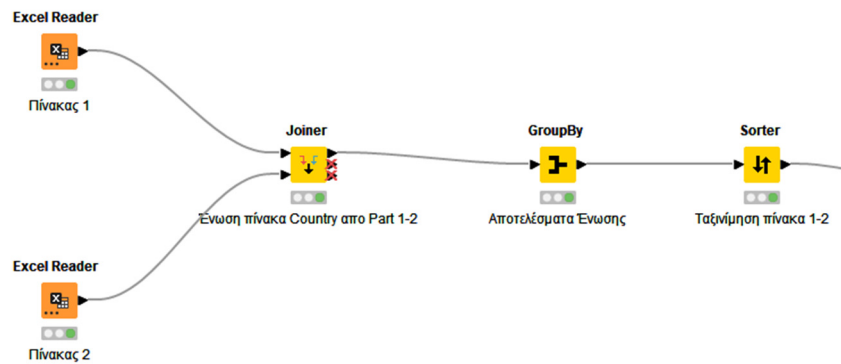 Excel Reader
Πίνακας 1
Joiner
Ένωση πίνακα Country απο Part 1-2
GroupBy
Αποτελέσματα Ένωσης
Sorter
Ταξινίμηση πίνακα 1-2
Excel Reader
Πίνακας 2